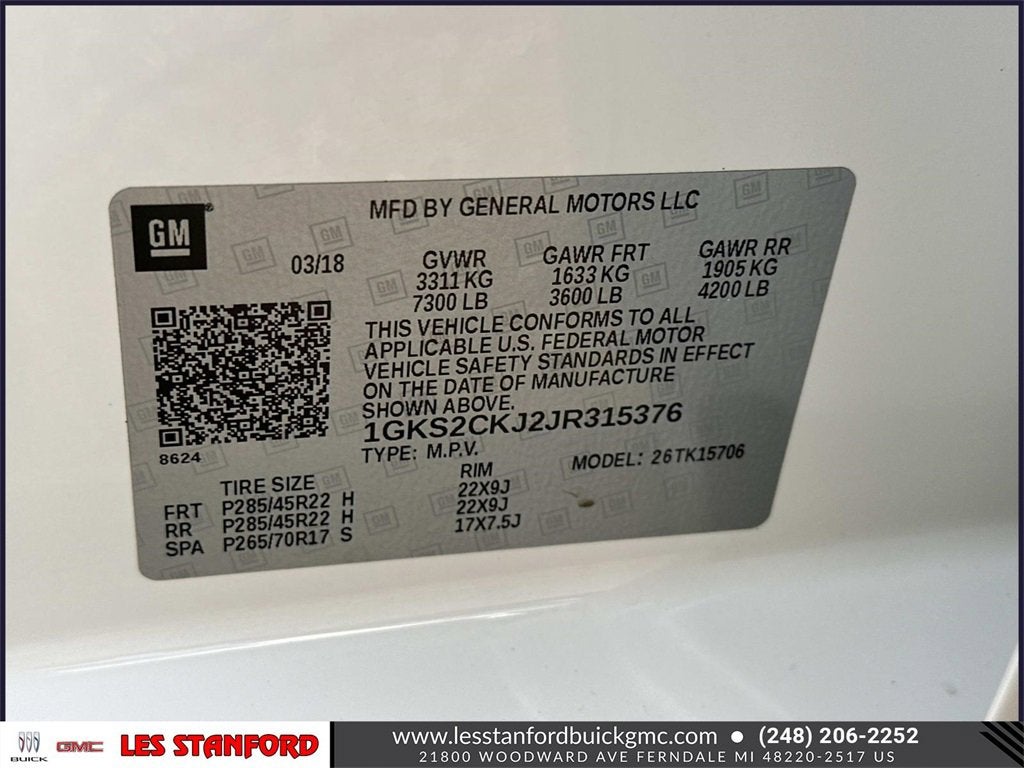 GM
MFD BY GENERAL MOTORS LLC
03/18
GVWR GAWR FRT GAWR RR
3311 KG 1633 KG 1905 KG
7300 LB 3600 LB 4200 LB
THIS VEHICLE CONFORMS TO ALL
APPLICABLE U.S. FEDERAL MOTOR
VEHICLE SAFETY STANDARDS IN EFFECT
ON THE DATE OF MANUFACTURE
SHOWN ABOVE.
1GKS2CKJ2JR315376
8624
TYPE: M.P.V. MODEL: 26TK15706
TIRE SIZE RIM
FRT P285/45R22 H 22X9J
RR P285/45R22 H 22X9J
SPA P265/70R17 S 17X7.5J
BUICK GMC LES STANFORD
www.lesstanfordbuickgmc.com • (248) 206-2252
21800 WOODWARD AVE FERNDALE MI 48220-2517 US